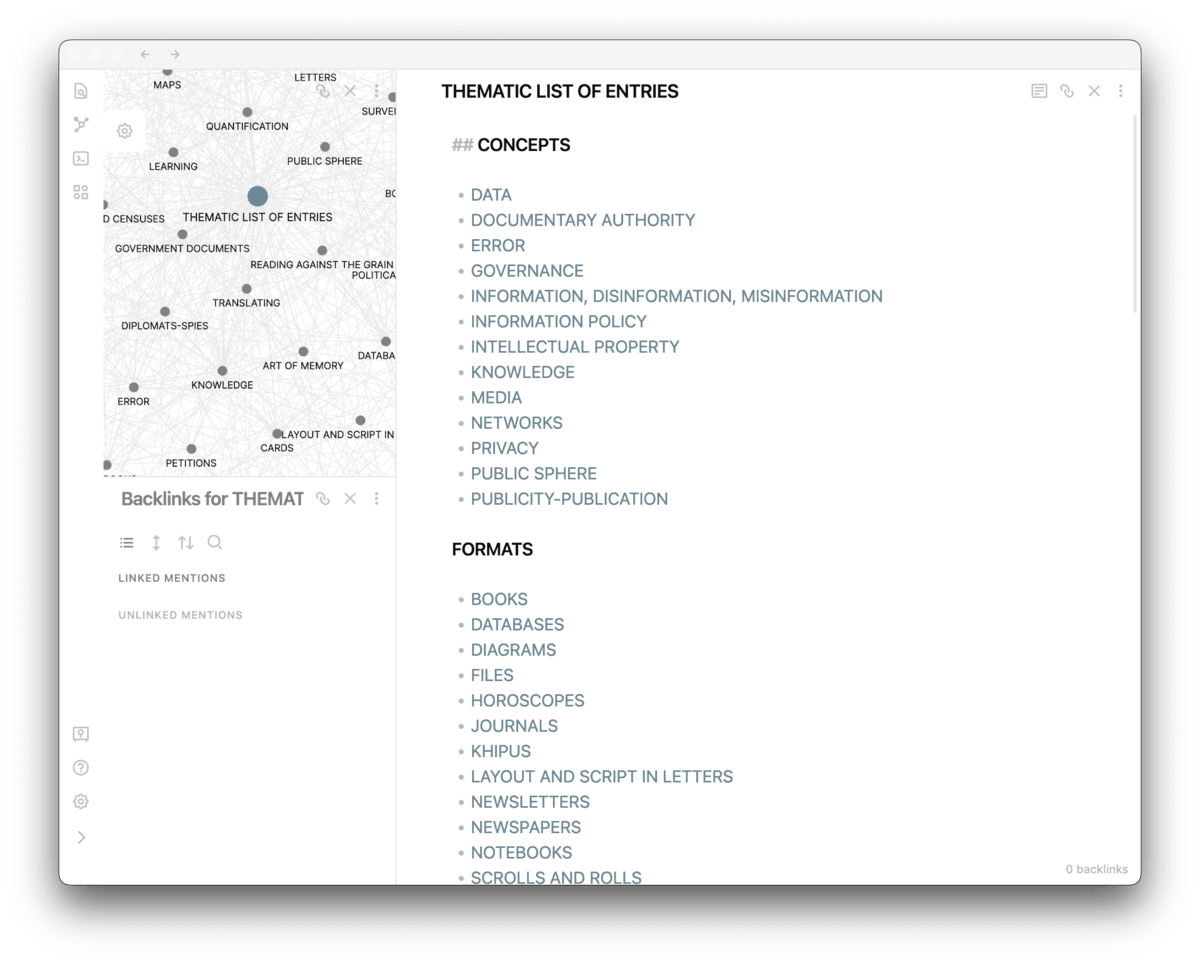 MAPS
LETTERS
QUANTIFICATION
SURVEI
PUBLIC SPHERE
LEARNING
BO
D CENSUSES
THEMATIC LIST OF ENTRIES
GOVERNMENT DOCUMENTS
READING AGAINST THE GRAIN
POLITICA
TRANSLATING
DIPLOMATS-SPIES
DATABA
ART OF MEMORY
KNOWLEDGE
ERROR
LAYOUT AND SCRIPT IN
CARDS
PETITIONS
Backlinks for THEMAT
LINKED MENTIONS
UNLINKED MENTIONS
THEMATIC LIST OF ENTRIES
## CONCEPTS
• DATA
• DOCUMENTARY AUTHORITY
• ERROR
• GOVERNANCE
• INFORMATION, DISINFORMATION, MISINFORMATION
• INFORMATION POLICY
• INTELLECTUAL PROPERTY
• KNOWLEDGE
• MEDIA
• NETWORKS
• PRIVACY
• PUBLIC SPHERE
• PUBLICITY-PUBLICATION
FORMATS
• BOOKS
• DATABASES
• DIAGRAMS
• FILES
• HOROSCOPES
• JOURNALS
• KHIPUS
• LAYOUT AND SCRIPT IN LETTERS
• NEWSLETTERS
• NEWSPAPERS
• NOTEBOOKS
• SCROLLS AND ROLLS
0 backlinks